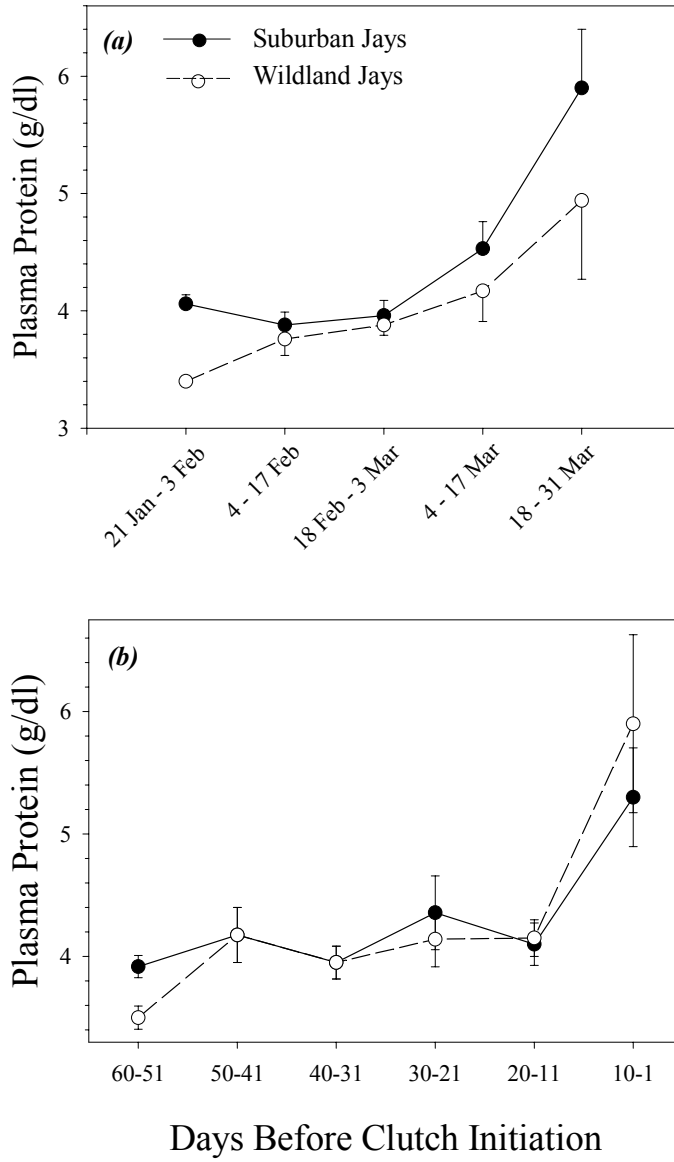 (a)
Suburban Jays
Wildland Jays
Plasma Protein (g/dl)
6
5
4
3
21 Jan - 3 Feb
4 - 17 Feb
18 Feb - 3 Mar
4 - 17 Mar
18 - 31 Mar
(b)
Plasma Protein (g/dl)
6
5
4
60-51
50-41
40-31
30-21
20-11
10-1
Days Before Clutch Initiation